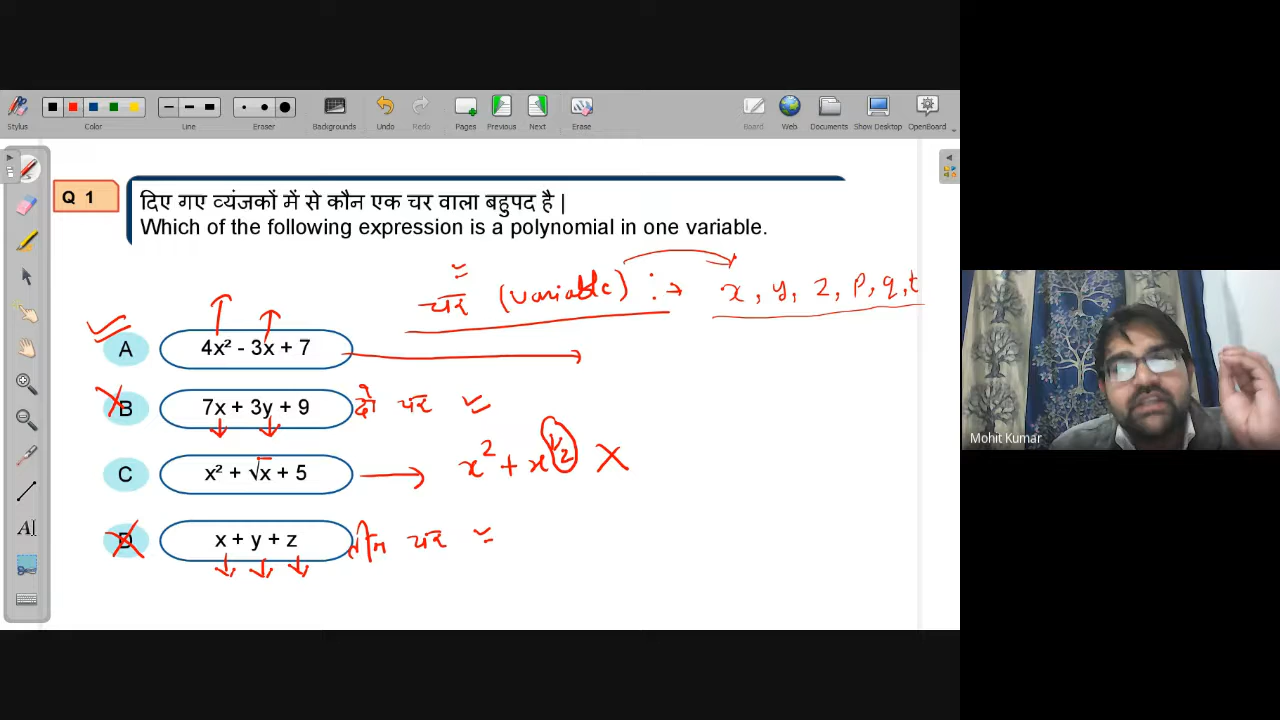 Stylus Color Line Eraser Backgrounds Undo Redo Pages Previous Next Erase Board Web Documents Show Desktop OpenBoard
Q 1
दिए गए व्यंजकों में से कौन एक चर वाला बहुपद है |
Which of the following expression is a polynomial in one variable.
चर (variable) :→ x, y, z, p, q, t
A 4x² - 3x + 7
B 7x + 3y + 9 दो चर
C x² + √x + 5 → x² + x^1/2 X
D x + y + z तीन चर
Mohit Kumar